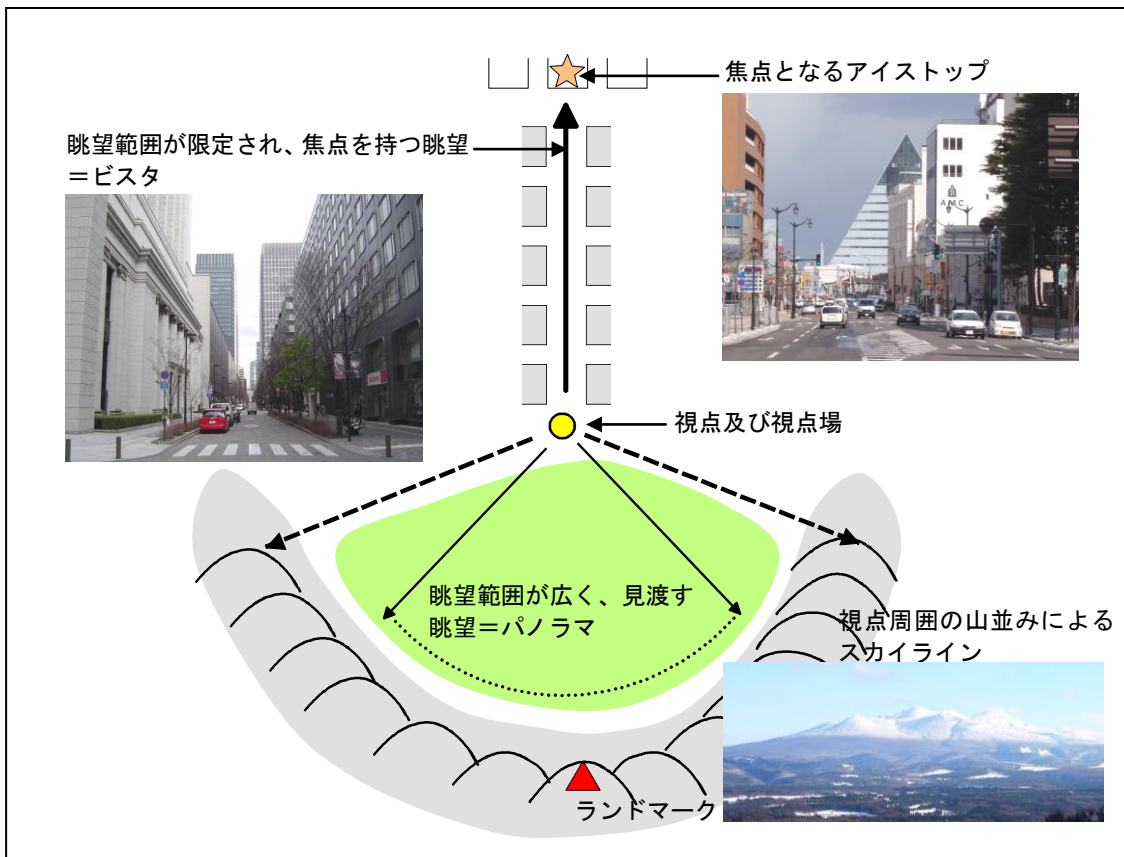 焦点となるアイストップ
眺望範囲が限定され、焦点を持つ眺望
＝ビスタ
AMC
視点及び視点場
眺望範囲が広く、見渡す
眺望＝パノラマ
視点周囲の山並みによる
スカイライン
ランドマーク